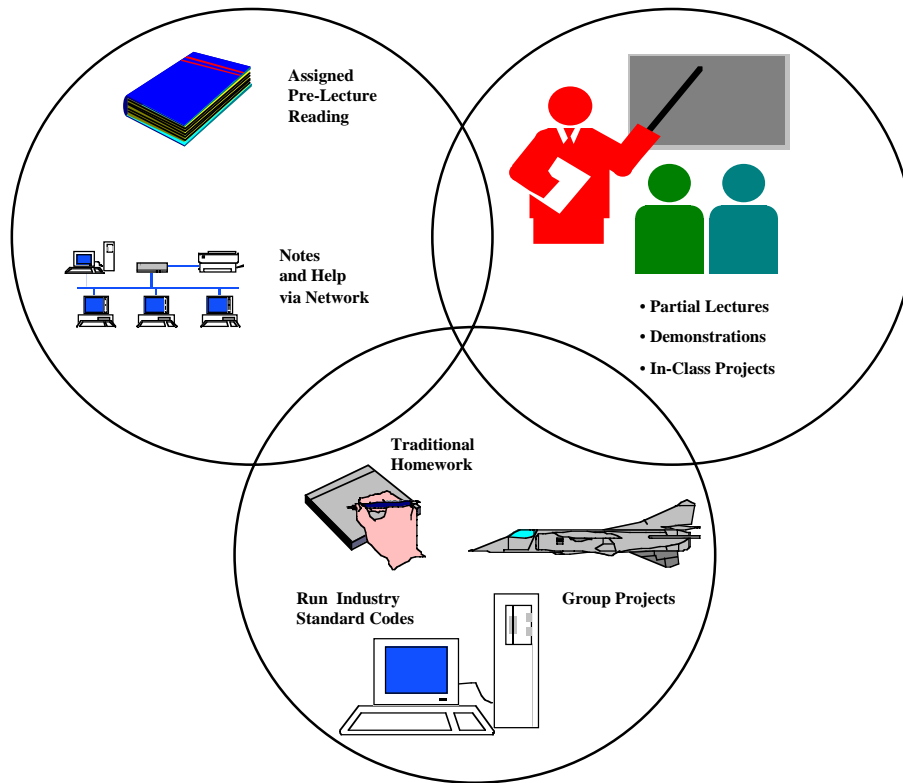 Assigned
Pre-Lecture
Reading
Notes
and Help
via Network
• Partial Lectures
• Demonstrations
• In-Class Projects
Traditional
Homework
Run Industry
Standard Codes
Group Projects